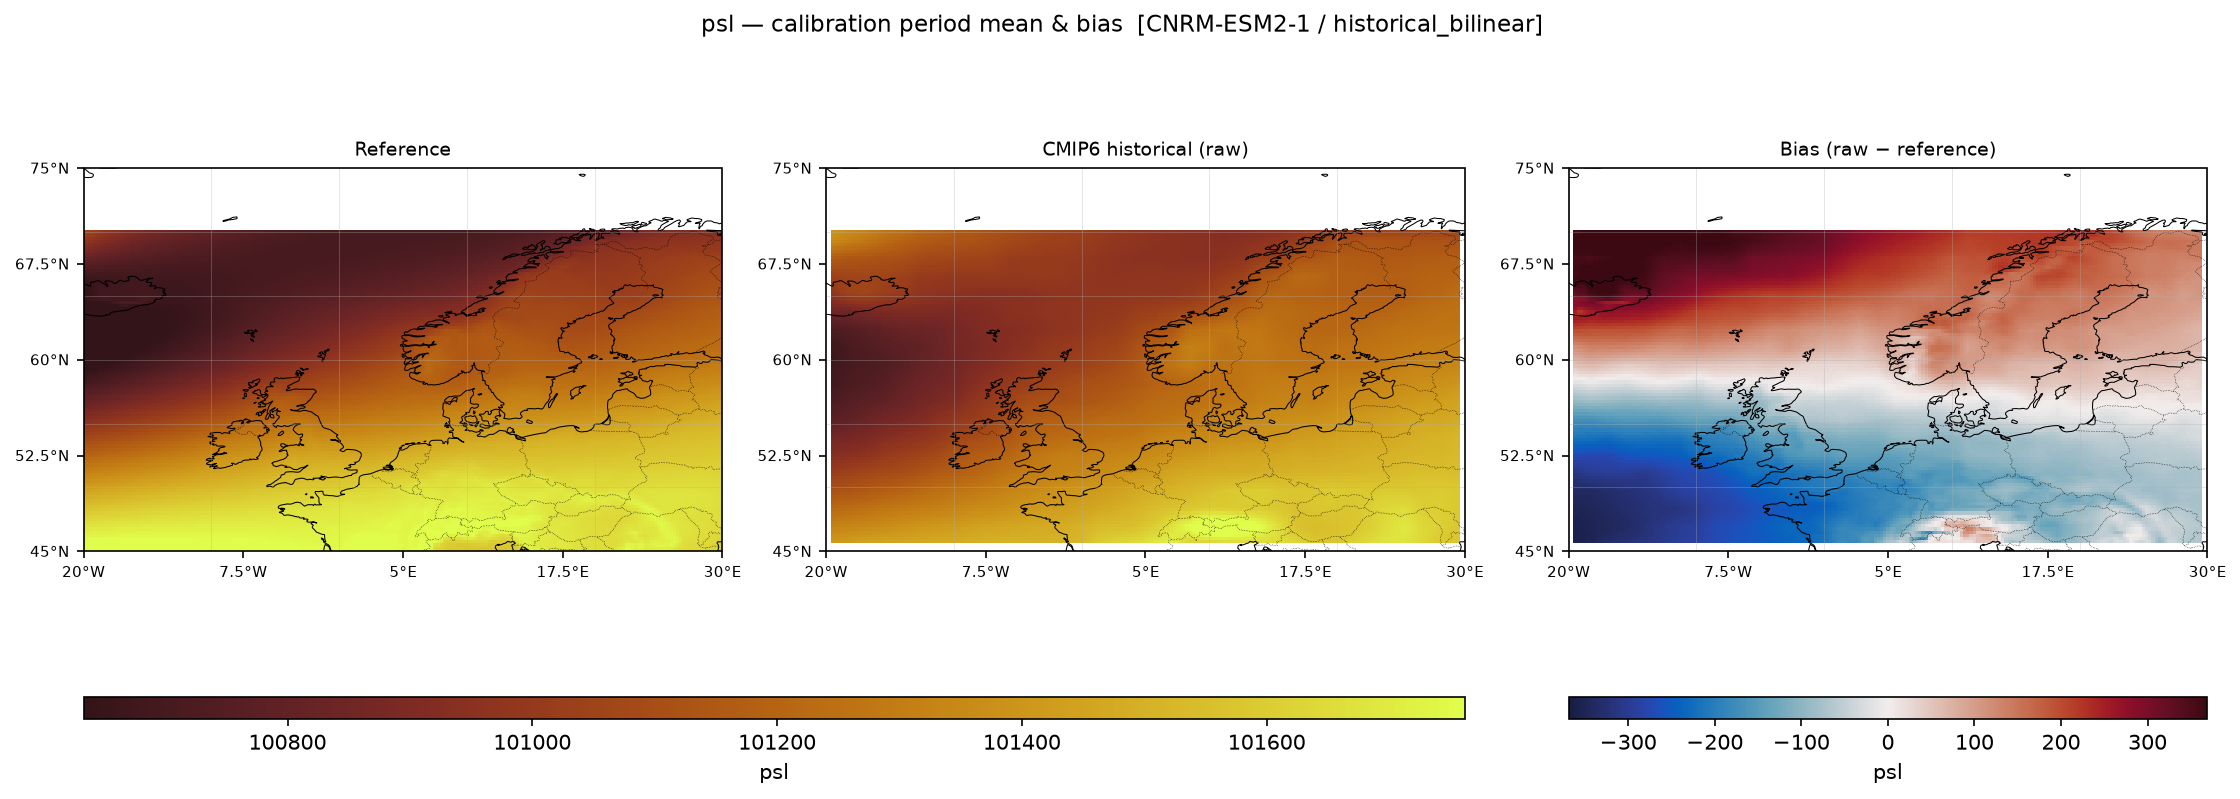 psl — calibration period mean & bias  [CNRM-ESM2-1 / historical_bilinear]
Reference
CMIP6 historical (raw)
Bias (raw − reference)
75°N
67.5°N
60°N
52.5°N
45°N
20°W 7.5°W 5°E 17.5°E 30°E
75°N
67.5°N
60°N
52.5°N
45°N
20°W 7.5°W 5°E 17.5°E 30°E
75°N
67.5°N
60°N
52.5°N
45°N
20°W 7.5°W 5°E 17.5°E 30°E
100800 101000 101200 101400 101600
psl
−300 −200 −100 0 100 200 300
psl